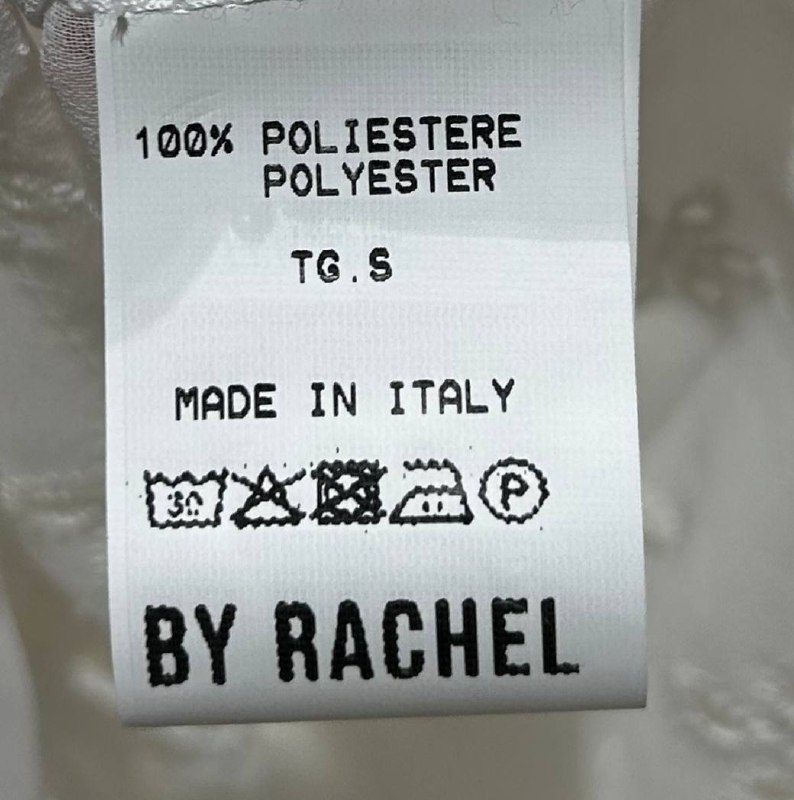 100% POLIESTERE
POLYESTER
TG.S
MADE IN ITALY
30 P
BY RACHEL